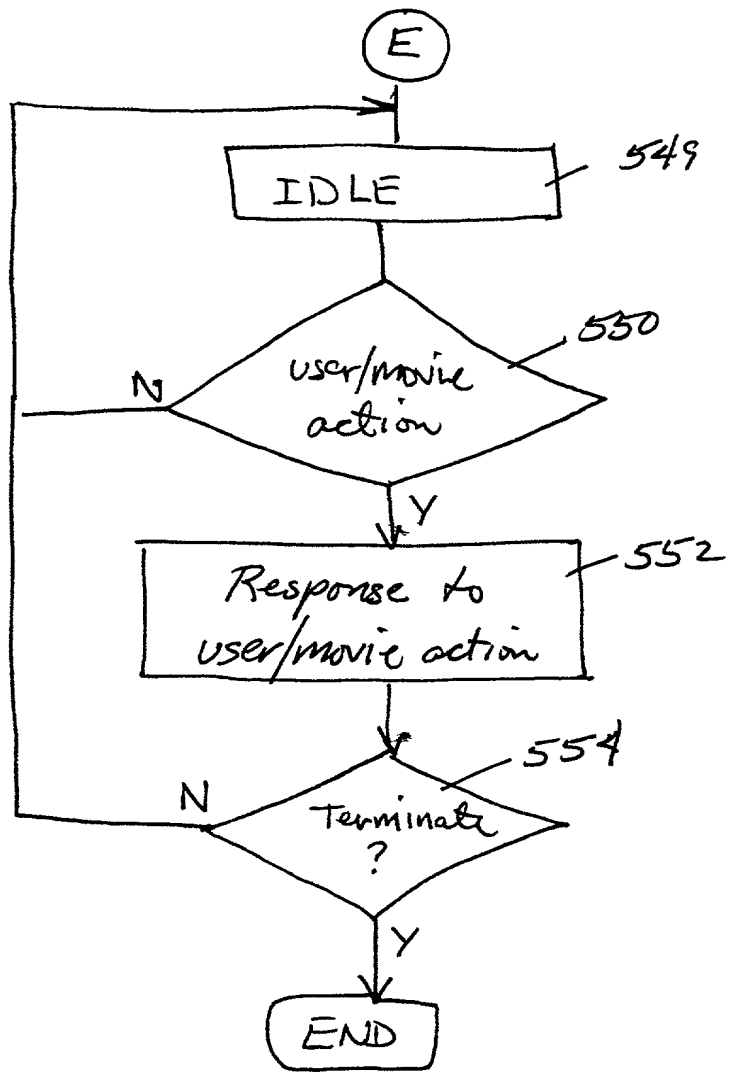 E
IDLE
549
user/movie
action
550
N
Y
Response to
user/movie action
552
Terminate
?
554
N
Y
END